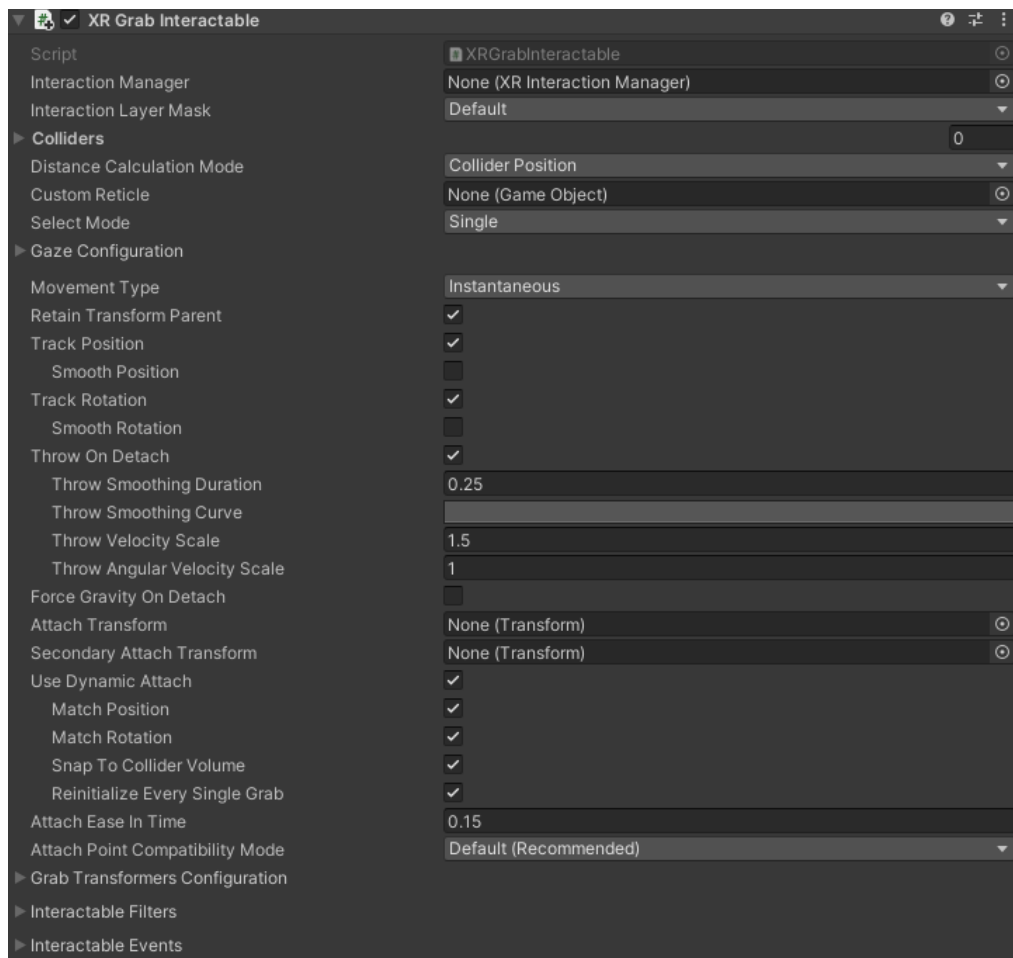 XR Grab Interactable
Script XRGrabInteractable
Interaction Manager None (XR Interaction Manager)
Interaction Layer Mask Default
Colliders 0
Distance Calculation Mode Collider Position
Custom Reticle None (Game Object)
Select Mode Single
Gaze Configuration
Movement Type Instantaneous
Retain Transform Parent
Track Position
Smooth Position
Track Rotation
Smooth Rotation
Throw On Detach
Throw Smoothing Duration 0.25
Throw Smoothing Curve
Throw Velocity Scale 1.5
Throw Angular Velocity Scale 1
Force Gravity On Detach
Attach Transform None (Transform)
Secondary Attach Transform None (Transform)
Use Dynamic Attach
Match Position
Match Rotation
Snap To Collider Volume
Reinitialize Every Single Grab
Attach Ease In Time 0.15
Attach Point Compatibility Mode Default (Recommended)
Grab Transformers Configuration
Interactable Filters
Interactable Events